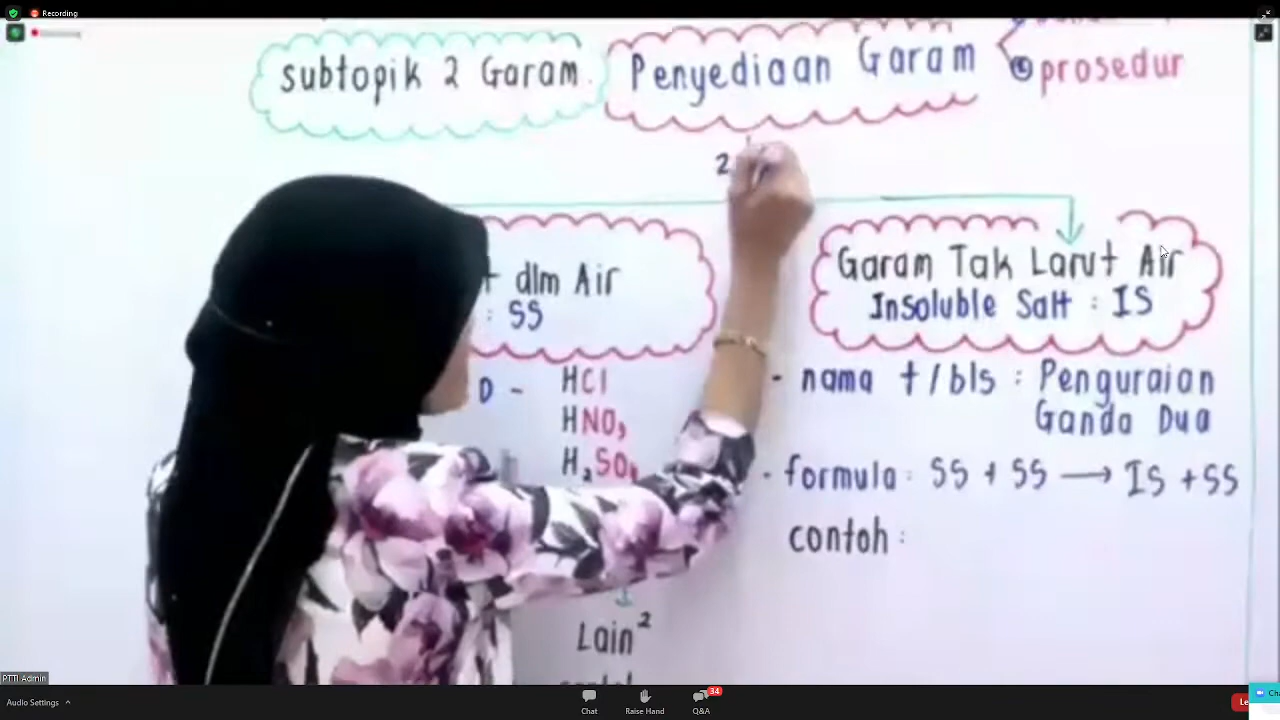 Recording
subtopik 2 Garam
Penyediaan Garam
prosedur
2
dlm Air
: SS
Garam Tak Larut Air
Insoluble Salt : IS
D - HCl
HNO₃
H₂SO₄
- nama t/bls : Penguraian
Ganda Dua
- formula : SS + SS → IS + SS
contoh :
Lain²
PTTI Admin
Audio Settings
Chat
Raise Hand
34
Q&A